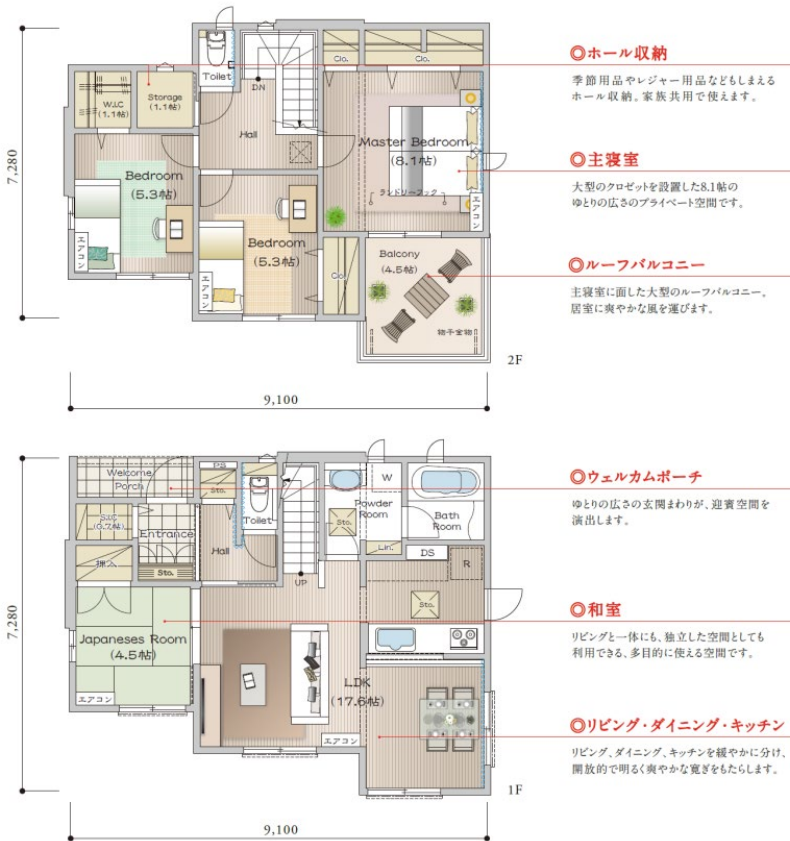 Clo.
Clo.
Toilet
DN
W.I.C
(1.1帖)
Storage
(1.1帖)
Hall
Master Bedroom
(8.1帖)
ランドリーフック
エアコン
Bedroom
(5.3帖)
エアコン
Bedroom
(5.3帖)
エアコン
Clo.
Balcony
(4.5帖)
物干金物
7,280
9,100
2F
◎ホール収納
季節用品やレジャー用品などもしまえる
ホール収納。家族共用で使えます。
◎主寝室
大型のクロゼットを設置した8.1帖の
ゆとりの広さのプライベート空間です。
◎ルーフバルコニー
主寝室に面した大型のルーフバルコニー。
居室に爽やかな風を運びます。
Welcome
Porch
PS
Sto.
Toilet
S.I.C
(0.7帖)
Entrance
Sto.
Hall
押入
UP
Powder
Room
Sto.
W
Lin.
Bath
Room
DS
R
Sto.
Japaneses Room
(4.5帖)
エアコン
LDK
(17.6帖)
エアコン
7,280
9,100
1F
◎ウェルカムポーチ
ゆとりの広さの玄関まわりが、迎賓空間を
演出します。
◎和室
リビングと一体にも、独立した空間としても
利用できる、多目的に使える空間です。
◎リビング・ダイニング・キッチン
リビング、ダイニング、キッチンを緩やかに分け、
開放的で明るく爽やかな寛ぎをもたらします。